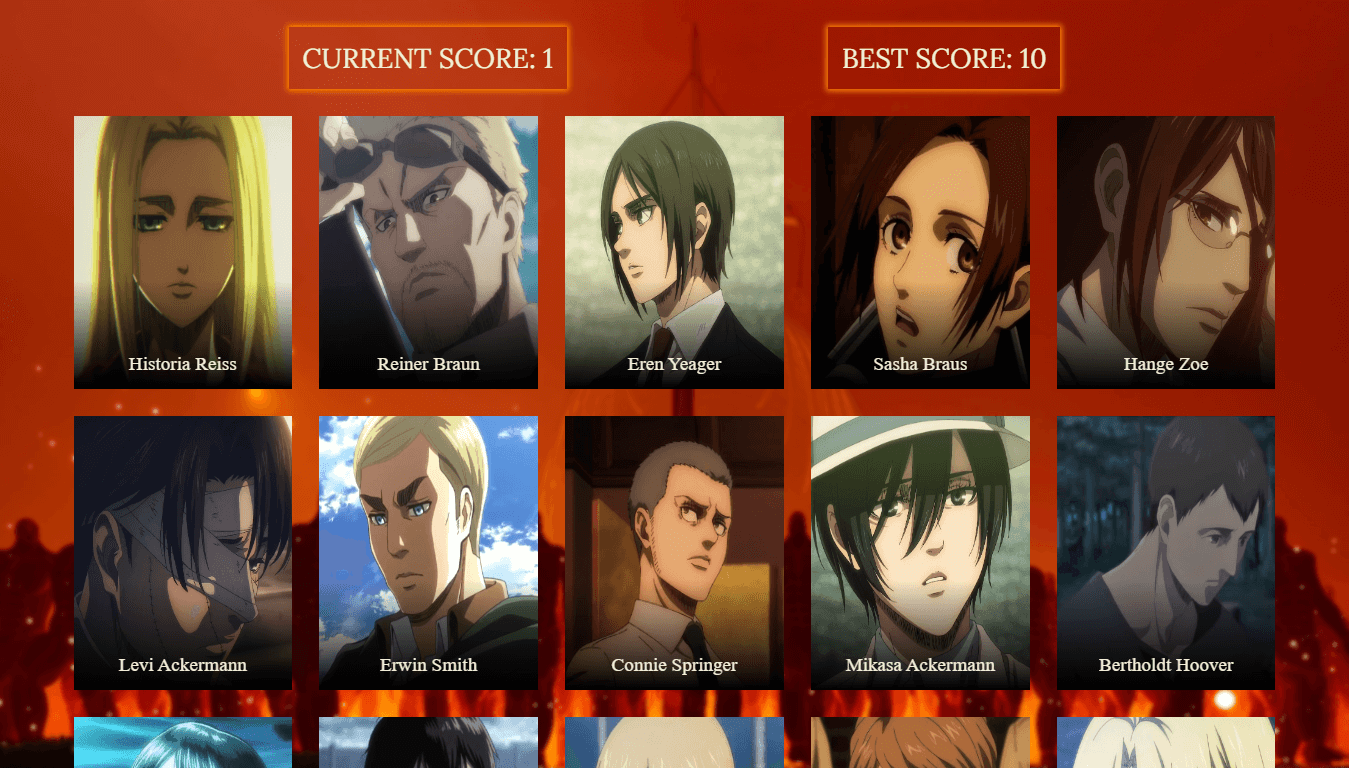 CURRENT SCORE: 1
BEST SCORE: 10
Historia Reiss
Reiner Braun
Eren Yeager
Sasha Braus
Hange Zoe
Levi Ackermann
Erwin Smith
Connie Springer
Mikasa Ackermann
Bertholdt Hoover